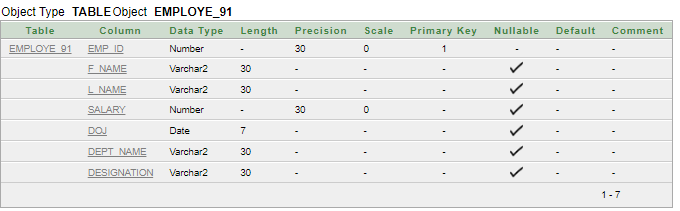 Object Type TABLE Object EMPLOYE_91
Table Column Data Type Length Precision Scale Primary Key Nullable Default Comment
EMPLOYE_91 EMP_ID Number - 30 0 1 - - -
F_NAME Varchar2 30 - - - ✓ - -
L_NAME Varchar2 30 - - - ✓ - -
SALARY Number - 30 0 - ✓ - -
DOJ Date 7 - - - ✓ - -
DEPT_NAME Varchar2 30 - - - ✓ - -
DESIGNATION Varchar2 30 - - - ✓ - -
1 - 7